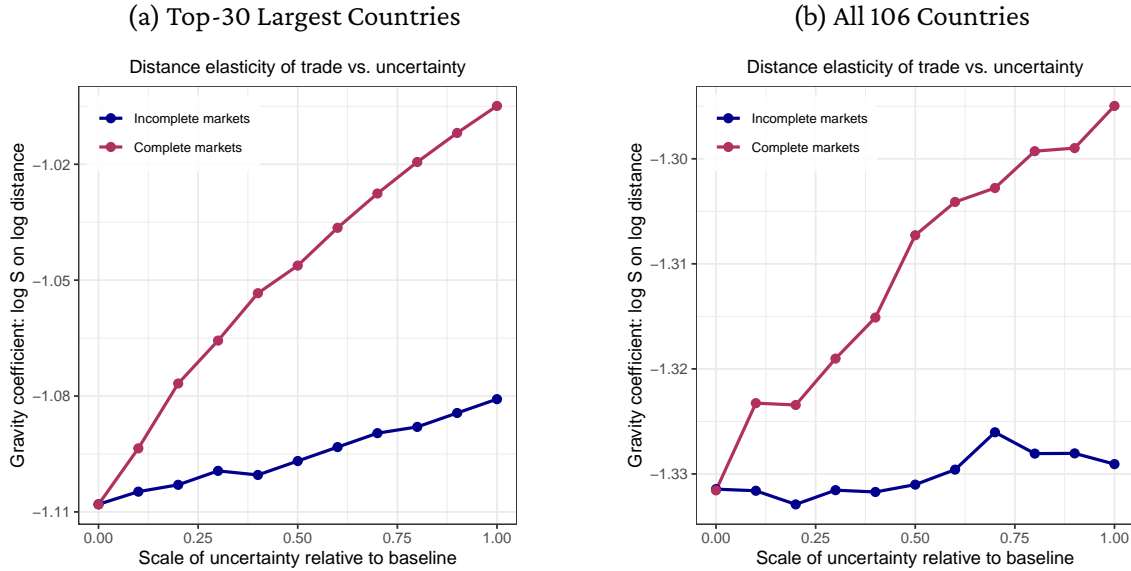 (a) Top-30 Largest Countries
Distance elasticity of trade vs. uncertainty
Gravity coefficient: log S on log distance
Incomplete markets
Complete markets
−1.02
−1.05
−1.08
−1.11
0.00 0.25 0.50 0.75 1.00
Scale of uncertainty relative to baseline
(b) All 106 Countries
Distance elasticity of trade vs. uncertainty
Gravity coefficient: log S on log distance
Incomplete markets
Complete markets
−1.30
−1.31
−1.32
−1.33
0.00 0.25 0.50 0.75 1.00
Scale of uncertainty relative to baseline